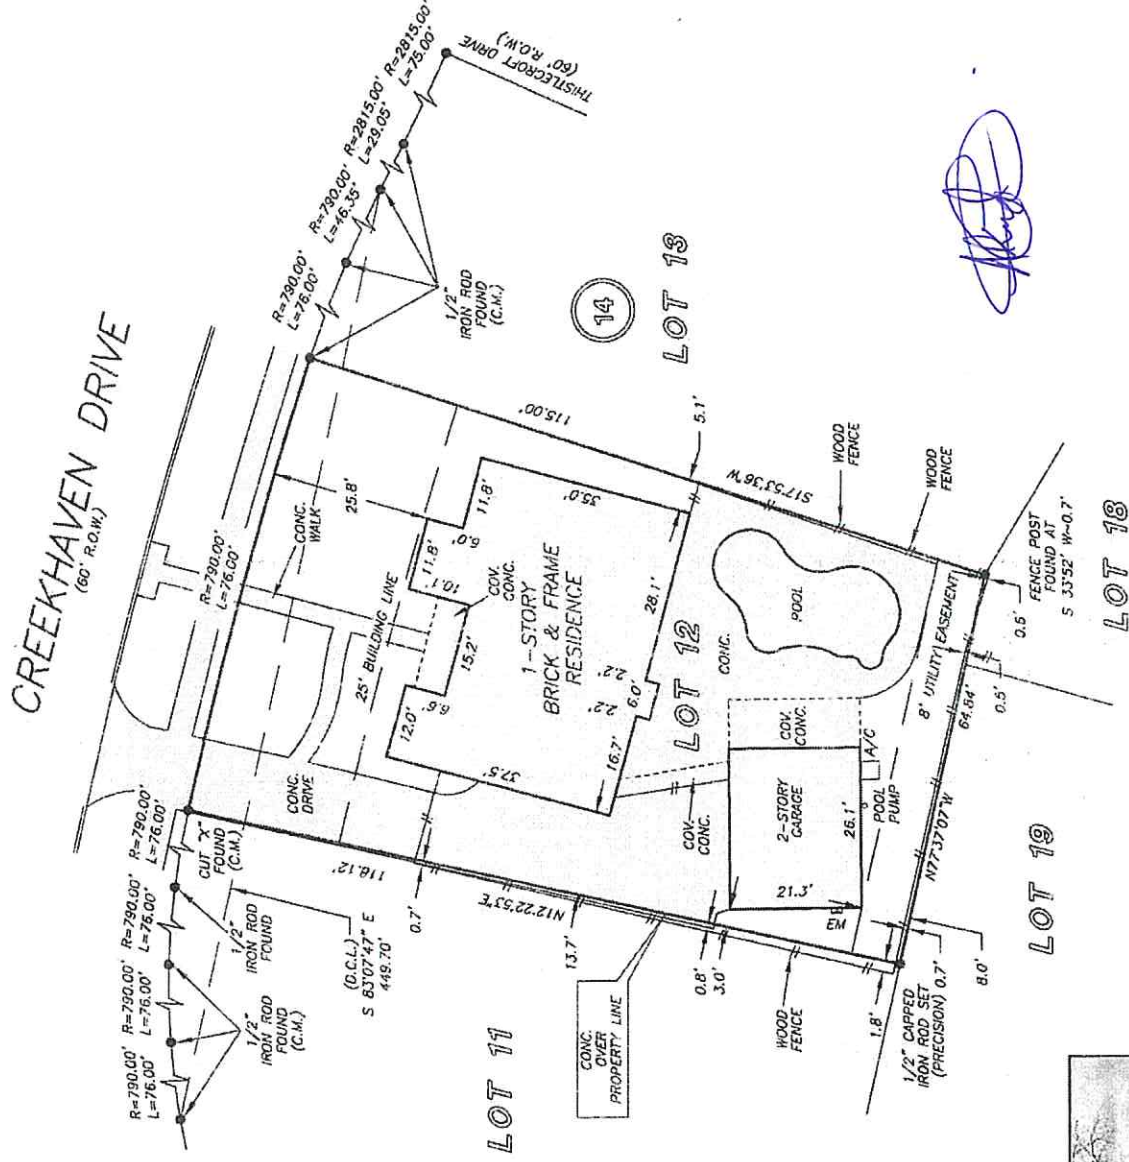 CREEKHAVEN DRIVE
(60' R.O.W.)
R=2815.00'
L=75.00'
R=2815.00'
L=29.05'
R=790.00'
L=46.35'
R=790.00'
L=76.00'
THISTLECROFT DRIVE
(60' R.O.W.)
1/2"
IRON ROD
FOUND
(C.M.)
14
LOT 13
R=790.00'
L=76.00'
CONC.
WALK
25.8'
115.00'
25' BUILDING LINE
11.8'
6.0'
11.8'
10.1'
COV.
CONC.
15.2'
6.6'
12.0'
35.0'
1-STORY
BRICK & FRAME
RESIDENCE
37.5'
28.1'
2.2'
2.2'
6.0'
16.7'
5.1'
S17°53'36"W
WOOD
FENCE
WOOD
FENCE
LOT 12
CONC.
POOL
CONC.
DRIVE
R=790.00'
L=76.00'
CUT "X"
FOUND
(C.M.)
R=790.00'
L=76.00'
R=790.00'
L=76.00'
R=790.00'
L=76.00'
1/2"
IRON ROD
FOUND
1/2"
IRON ROD
FOUND
(C.M.)
(D.C.L.)
S 83°07'47" E
449.70'
116.12'
0.7'
N12°22'53"E
13.7'
COV.
CONC.
COV.
CONC.
2-STORY
GARAGE
26.1'
21.3'
A/C
POOL
PUMP
EM
8' UTILITY EASEMENT
64.84'
N77°37'07"W
0.5'
0.5'
FENCE POST
FOUND AT
S 33°52' W~0.7'
LOT 18
LOT 19
LOT 11
CONC.
OVER
PROPERTY LINE
0.8'
3.0'
WOOD
FENCE
1.8'
1/2" CAPPED
IRON ROD SET
(PRECISION)
0.7'
8.0'